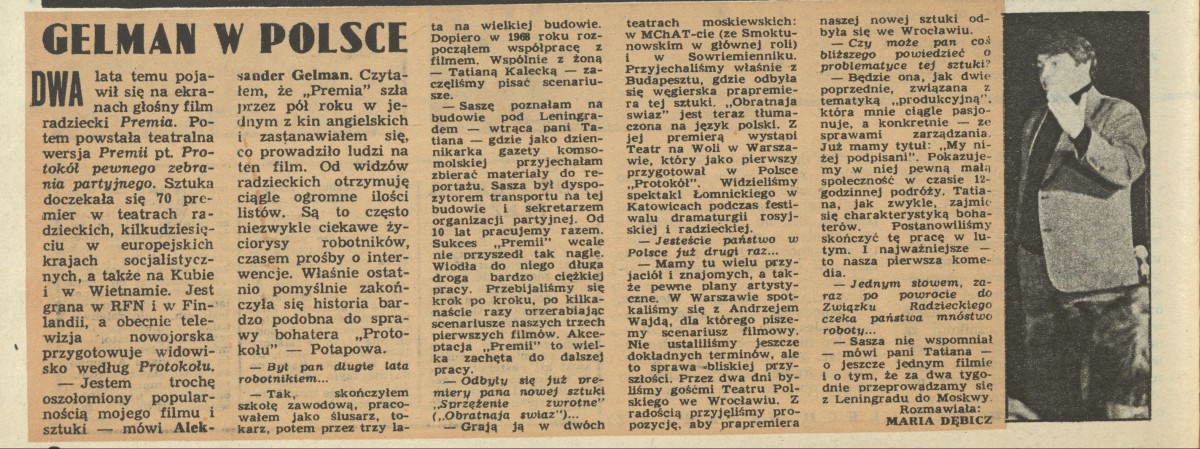 GELMAN W POLSCE
DWA lata temu poja-
wił się na ekra-
nach głośny film
radziecki Premia. Po-
tem powstała teatralna
wersja Premii pt. Pro-
tokół pewnego zebra-
nia partyjnego. Sztuka
doczekała się 70 pre-
mier w teatrach ra-
dzieckich, kilkudziesię-
ciu w europejskich
krajach socjalistycz-
nych, a także na Kubie
i w Wietnamie. Jest
grana w RFN i w Fin-
landii, a obecnie tele-
wizja nowojorska
przygotowuje widowi-
sko według Protokołu.
— Jestem trochę
oszołomiony popular-
nością mojego filmu i
sztuki — mówi Alek-
sander Gelman. Czyta-
łem, że „Premia" szła
przez pół roku w je-
dnym z kin angielskich
i zastanawiałem się,
co prowadziło ludzi na
ten film. Od widzów
radzieckich otrzymuję
ciągle ogromne ilości
listów. Są to często
niezwykle ciekawe ży-
ciorysy robotników,
czasem prośby o inter-
wencje. Właśnie ostat-
nio pomyślnie zakoń-
czyła się historia bar-
dzo podobna do spra-
wy bohatera „Proto-
kołu" — Potapowa.
— Był pan długie lata
robotnikiem...
— Tak, skończyłem
szkołę zawodową, praco-
wałem jako ślusarz, to-
karz, potem przez trzy la-
ta na wielkiej budowie.
Dopiero w 1968 roku roz-
począłem współpracę z
filmem. Wspólnie z żoną
— Tatianą Kalecką — za-
częliśmy pisać scenariu-
sze.
— Saszę poznałam na
budowie pod Leningra-
dem — wtrąca pani Ta-
tiana — gdzie jako dzien-
nikarka gazety komso-
molskiej przyjechałam
zbierać materiały do re-
portażu. Sasza był dyspo-
zytorem transportu na tej
budowie i sekretarzem
organizacji partyjnej. Od
10 lat pracujemy razem.
Sukces „Premii" wcale
nie przyszedł tak nagle.
Wiodła do niego długa
droga bardzo ciężkiej
pracy. Przebijaliśmy się
krok po kroku, po kilka-
naście razy przerabiając
scenariusze naszych trzech
pierwszych filmów. Akce-
ptacja „Premii" to wiel-
ka zachęta do dalszej
pracy.
— Odbyły się już pre-
miery pana nowej sztuki
„Sprzężenie zwrotne"
(„Obratnaja swiaz")...
— Grają ją w dwóch
teatrach moskiewskich:
w MChAT-cie (ze Smoktu-
nowskim w głównej roli)
i w Sowriemienniku.
Przyjechaliśmy właśnie z
Budapesztu, gdzie odbyła
się węgierska prapremie-
ra tej sztuki. „Obratnaja
swiaz" jest teraz tłuma-
czona na język polski. Z
jej premierą wystąpi
Teatr na Woli w Warsza-
wie, który jako pierwszy
przygotował w Polsce
„Protokół". Widzieliśmy
spektakl Łomnickiego w
Katowicach podczas festi-
walu dramaturgii rosyj-
skiej i radzieckiej.
— Jesteście państwo w
Polsce już drugi raz...
— Mamy tu wielu przy-
jaciół i znajomych, a tak-
że pewne plany artysty-
czne. W Warszawie spot-
kaliśmy się z Andrzejem
Wajdą, dla którego pisze-
my scenariusz filmowy.
Nie ustaliliśmy jeszcze
dokładnych terminów, ale
to sprawa bliskiej przy-
szłości. Przez dwa dni by-
liśmy gośćmi Teatru Pol-
skiego we Wrocławiu. Z
radością przyjęliśmy pro-
pozycję, aby prapremiera
naszej nowej sztuki od-
była się we Wrocławiu.
— Czy może pan coś
bliższego powiedzieć o
problematyce tej sztuki?
— Będzie ona, jak dwie
poprzednie, związana z
tematyką „produkcyjną",
która mnie ciągle pasjo-
nuje, a konkretnie — ze
sprawami zarządzania.
Już mamy tytuł: „My ni-
żej podpisani". Pokazuje-
my w niej pewną małą
społeczność w czasie 12-
godzinnej podróży. Tatia-
na, jak zwykle, zajmie
się charakterystyką boha-
terów. Postanowiliśmy
skończyć tę pracę w lu-
tym. I najważniejsze —
to nasza pierwsza kome-
dia.
— Jednym słowem, za-
raz po powrocie do
Związku Radzieckiego
czeka państwa mnóstwo
roboty...
— Sasza nie wspomniał
— mówi pani Tatiana —
o jeszcze jednym filmie
i o tym, że za dwa tygod-
nie przeprowadzamy się
z Leningradu do Moskwy.
Rozmawiała:
MARIA DĘBICZ